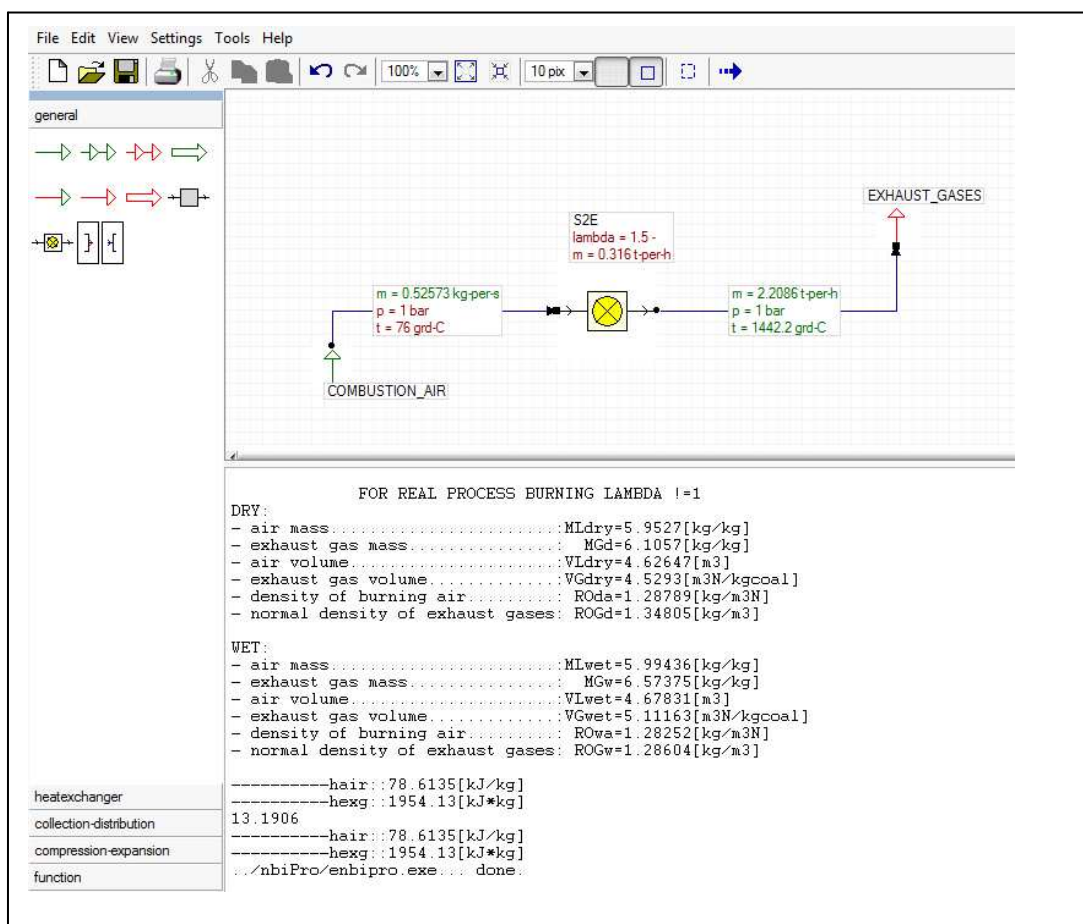 File Edit View Settings Tools Help
100% 10 pix
general
EXHAUST_GASES
S2E
lambda = 1.5 -
m = 0.316 t-per-h
m = 0.52573 kg-per-s
p = 1 bar
t = 76 grd-C
m = 2.2086 t-per-h
p = 1 bar
t = 1442.2 grd-C
COMBUSTION_AIR
FOR REAL PROCESS BURNING LAMBDA !=1
DRY:
- air mass.......................:MLdry=5.9527[kg/kg]
- exhaust gas mass...............: MGd=6.1057[kg/kg]
- air volume.....................:VLdry=4.62647[m3]
- exhaust gas volume.............:VGdry=4.5293[m3N/kgcoal]
- density of burning air.........: ROda=1.28789[kg/m3N]
- normal density of exhaust gases: ROGd=1.34805[kg/m3]
WET:
- air mass.......................:MLwet=5.99436[kg/kg]
- exhaust gas mass...............: MGw=6.57375[kg/kg]
- air volume.....................:VLwet=4.67831[m3]
- exhaust gas volume.............:VGwet=5.11163[m3N/kgcoal]
- density of burning air.........: ROwa=1.28252[kg/m3N]
- normal density of exhaust gases: ROGw=1.28604[kg/m3]
----------hair::78.6135[kJ/kg]
----------hexg::1954.13[kJ*kg]
13.1906
----------hair::78.6135[kJ/kg]
----------hexg::1954.13[kJ*kg]
../nbiPro/enbipro.exe... done.
heatexchanger
collection-distribution
compression-expansion
function